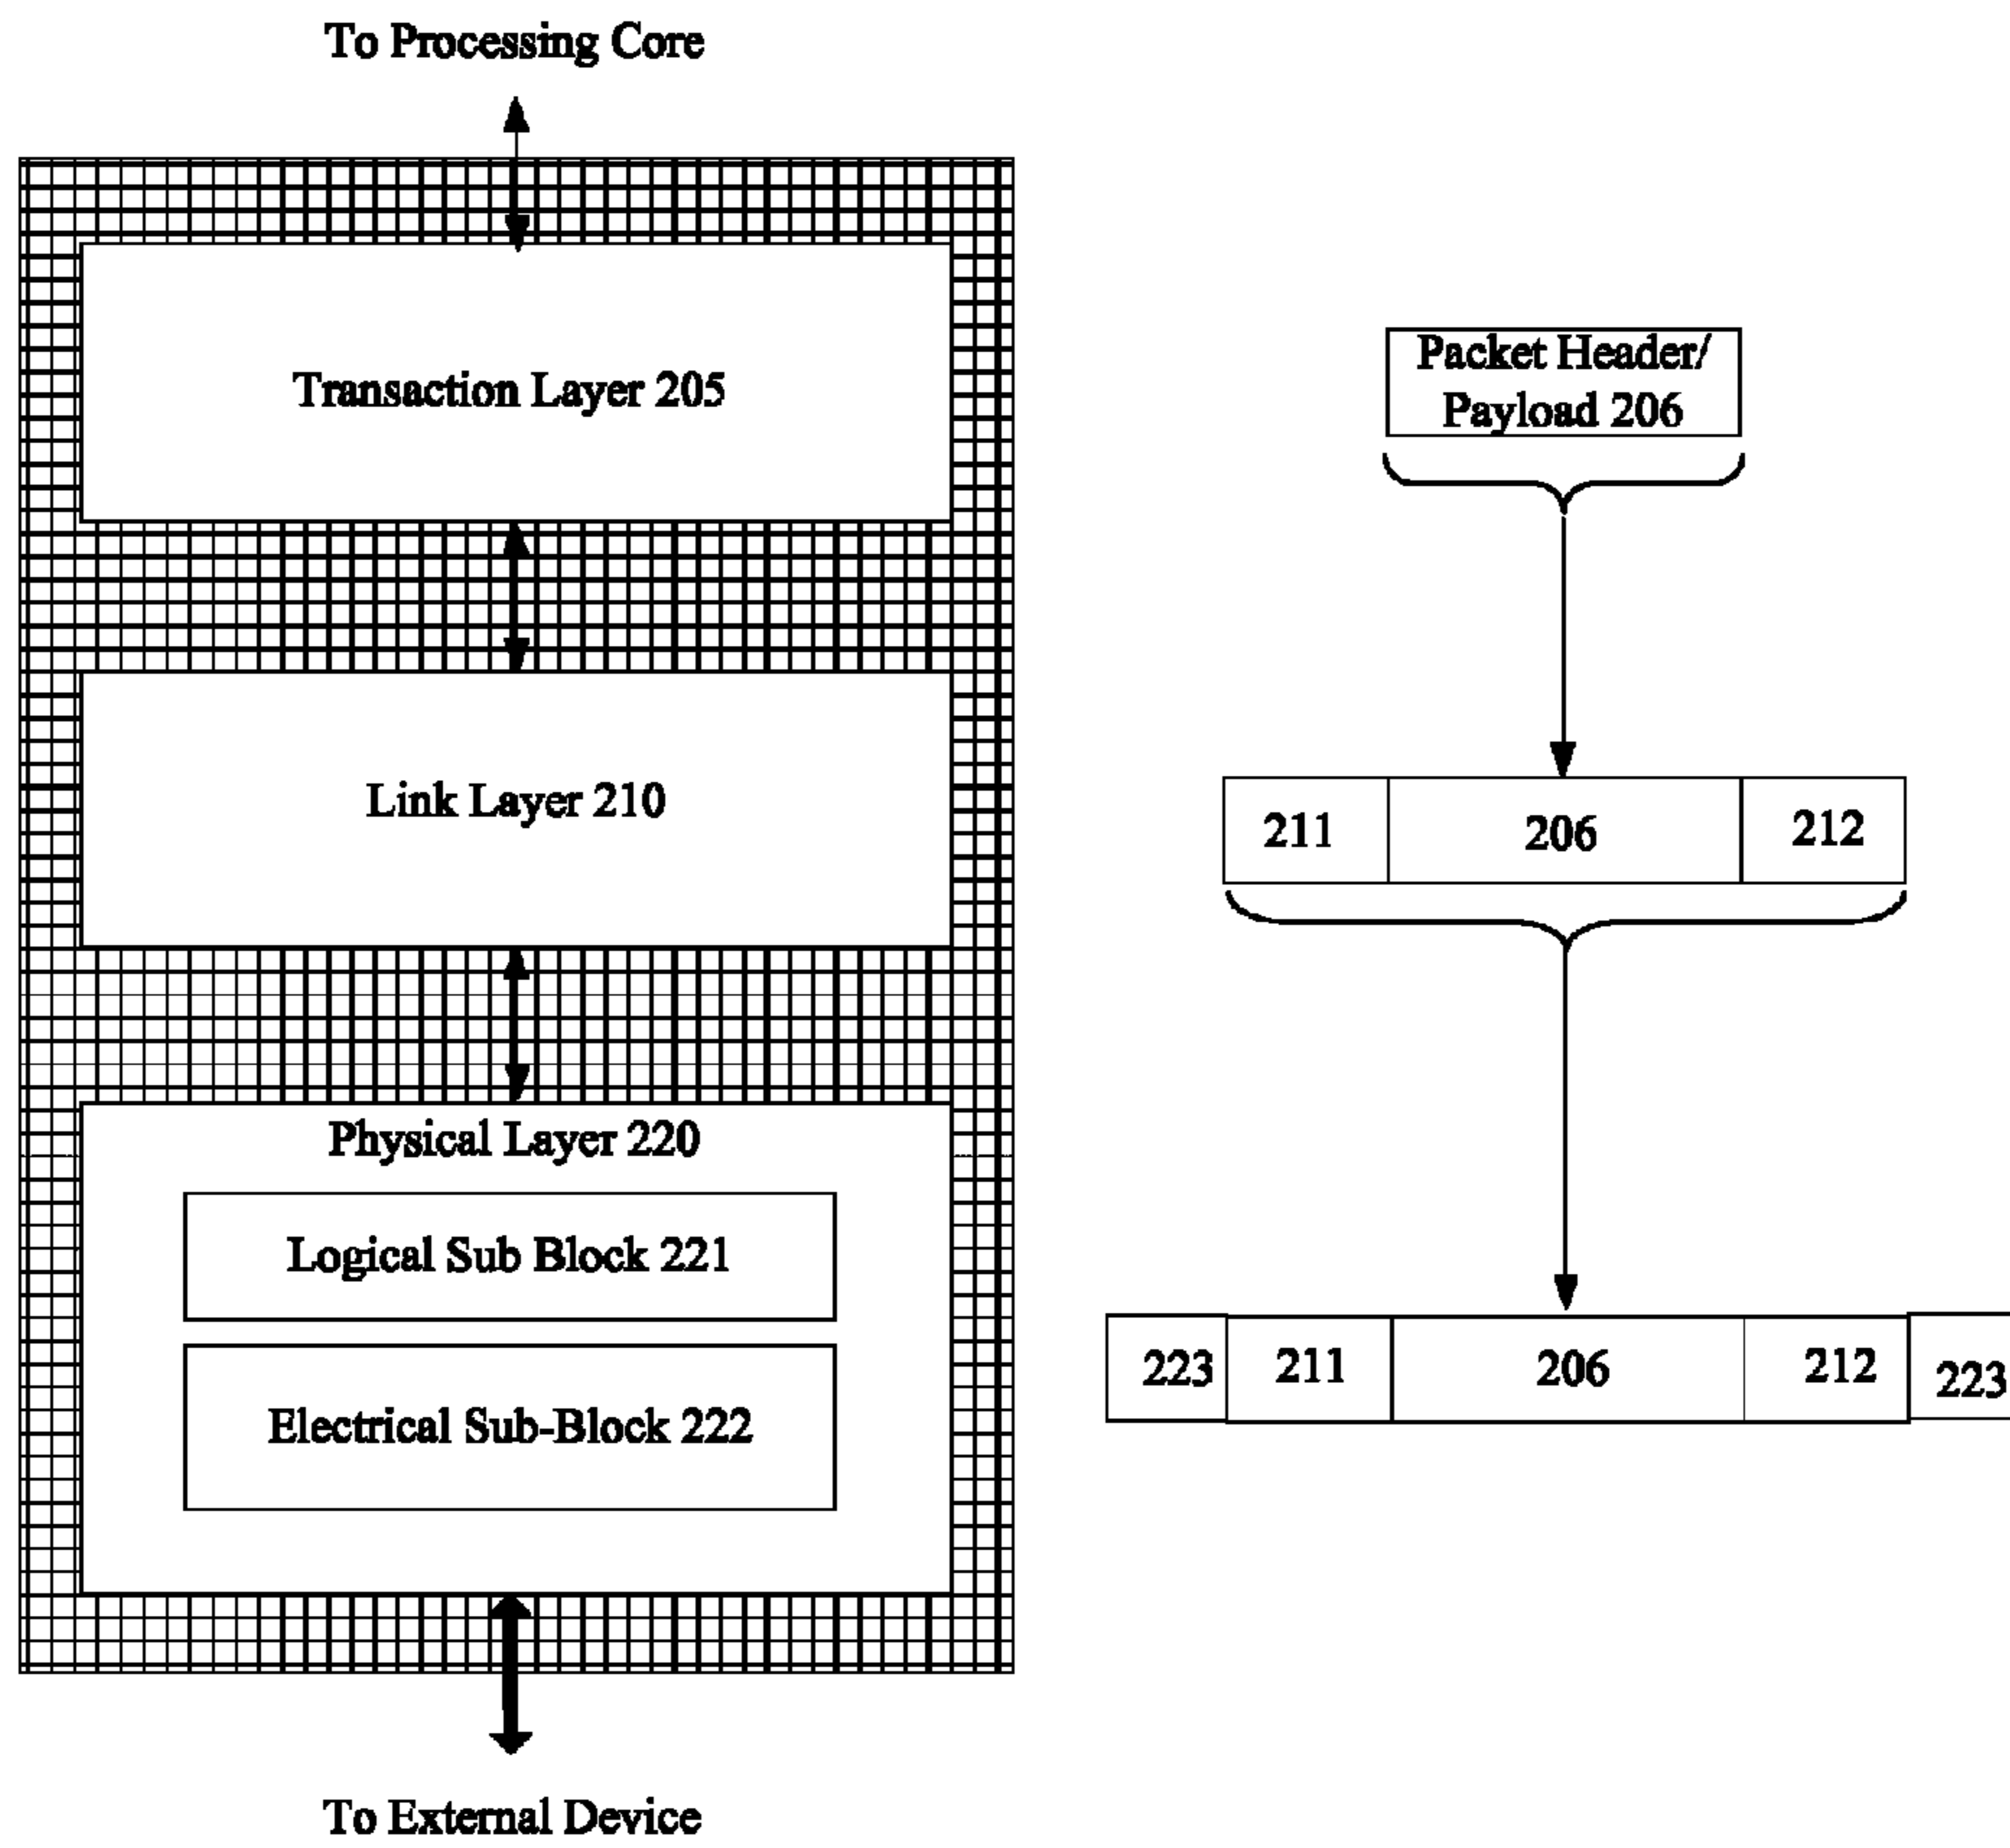 To Processing Core
Transaction Layer 205
Packet Header/
Payload 206
Link Layer 210
211
206
212
Physical Layer 220
Logical Sub Block 221
Electrical Sub-Block 222
223
211
206
212
223
To External Device